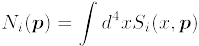 $N_i(\boldsymbol{p}) = \int d^4x S_i(x, \boldsymbol{p})$